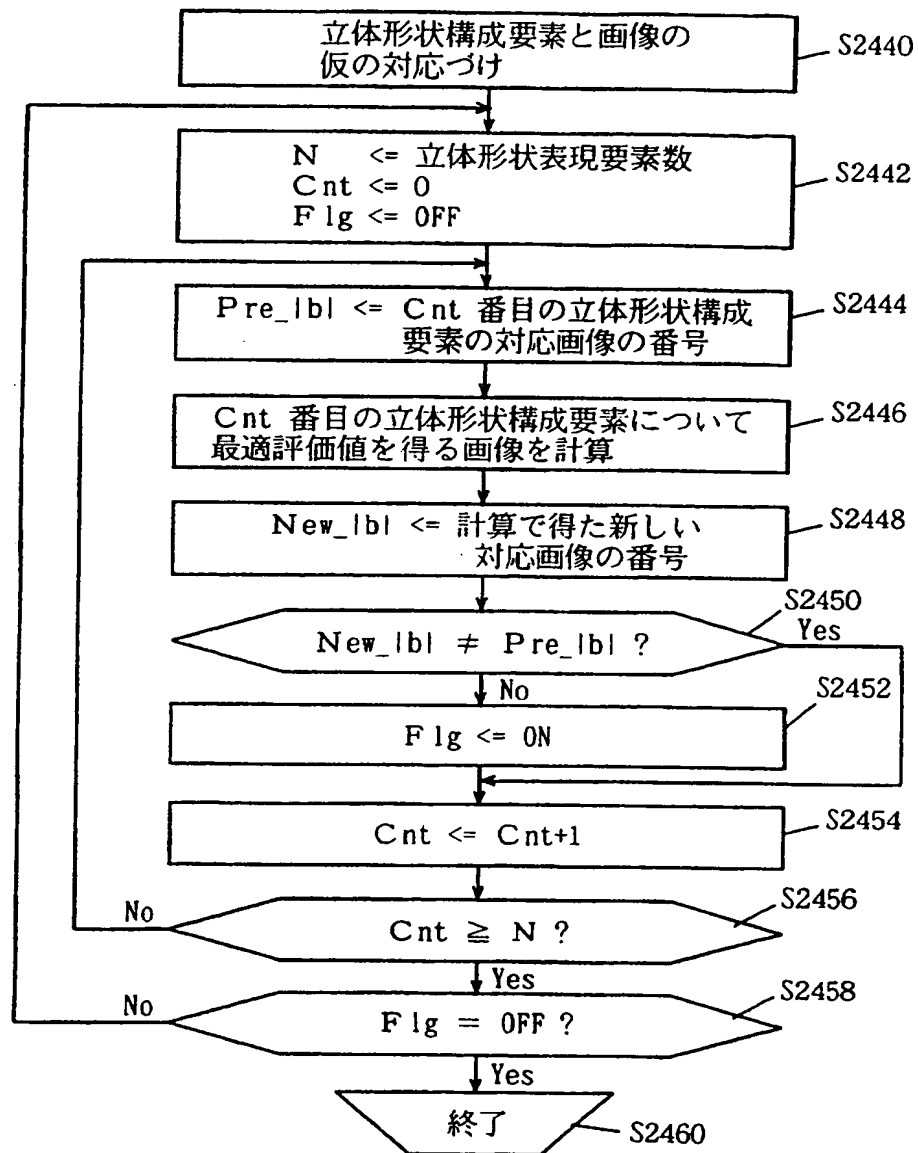 立体形状構成要素と画像の
仮の対応づけ
S2440
N <= 立体形状表現要素数
Cnt <= 0
Flg <= OFF
S2442
Pre_lbl <= Cnt 番目の立体形状構成
要素の対応画像の番号
S2444
Cnt 番目の立体形状構成要素について
最適評価値を得る画像を計算
S2446
New_lbl <= 計算で得た新しい
対応画像の番号
S2448
New_lbl ≠ Pre_lbl ?
S2450
Yes
No
S2452
Flg <= ON
Cnt <= Cnt+1
S2454
No
Cnt ≧ N ?
S2456
Yes
No
Flg = OFF ?
S2458
Yes
終了
S2460